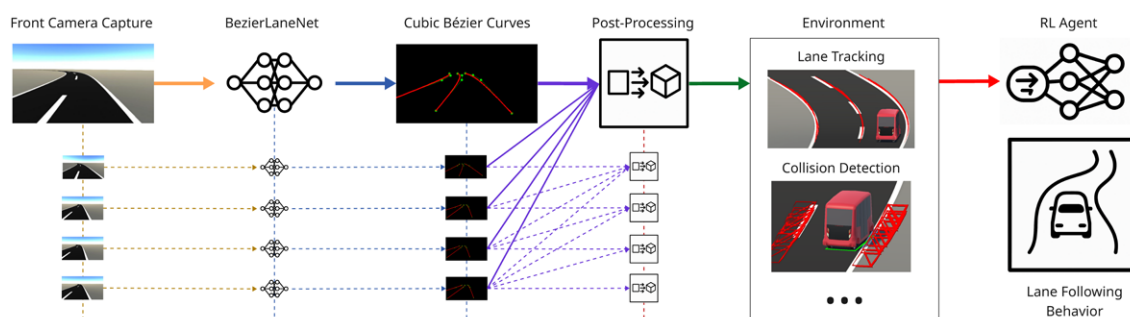 Front Camera Capture
BezierLaneNet
Cubic Bézier Curves
Post-Processing
Environment
RL Agent
Lane Tracking
Collision Detection
Lane Following
Behavior